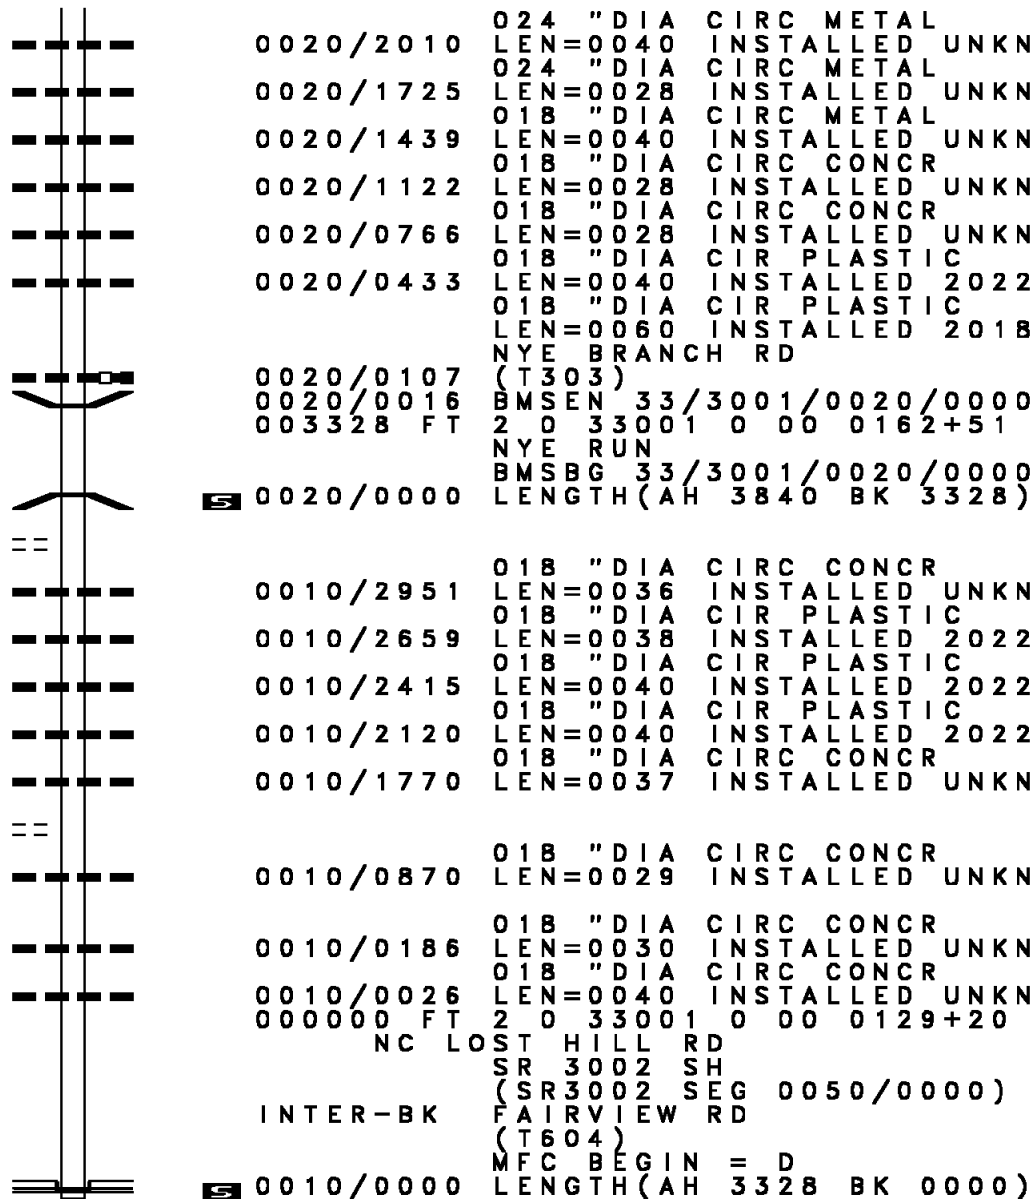 024 "DIA CIRC METAL
0020/2010 LEN=0040 INSTALLED UNKN
024 "DIA CIRC METAL
0020/1725 LEN=0028 INSTALLED UNKN
018 "DIA CIRC METAL
0020/1439 LEN=0040 INSTALLED UNKN
018 "DIA CIRC CONCR
0020/1122 LEN=0028 INSTALLED UNKN
018 "DIA CIRC CONCR
0020/0766 LEN=0028 INSTALLED UNKN
018 "DIA CIR PLASTIC
0020/0433 LEN=0040 INSTALLED 2022
018 "DIA CIR PLASTIC
LEN=0060 INSTALLED 2018
NYE BRANCH RD
0020/0107 (T303)
0020/0016 BMSEN 33/3001/0020/0000
003328 FT 2 0 33001 0 00 0162+51
NYE RUN
BMSBG 33/3001/0020/0000
S 0020/0000 LENGTH(AH 3840 BK 3328)
018 "DIA CIRC CONCR
0010/2951 LEN=0036 INSTALLED UNKN
018 "DIA CIR PLASTIC
0010/2659 LEN=0038 INSTALLED 2022
018 "DIA CIR PLASTIC
0010/2415 LEN=0040 INSTALLED 2022
018 "DIA CIR PLASTIC
0010/2120 LEN=0040 INSTALLED 2022
018 "DIA CIRC CONCR
0010/1770 LEN=0037 INSTALLED UNKN
018 "DIA CIRC CONCR
0010/0870 LEN=0029 INSTALLED UNKN
018 "DIA CIRC CONCR
0010/0186 LEN=0030 INSTALLED UNKN
018 "DIA CIRC CONCR
0010/0026 LEN=0040 INSTALLED UNKN
000000 FT 2 0 33001 0 00 0129+20
NC LOST HILL RD
SR 3002 SH
(SR3002 SEG 0050/0000)
INTER-BK FAIRVIEW RD
(T604)
MFC BEGIN = D
S 0010/0000 LENGTH(AH 3328 BK 0000)